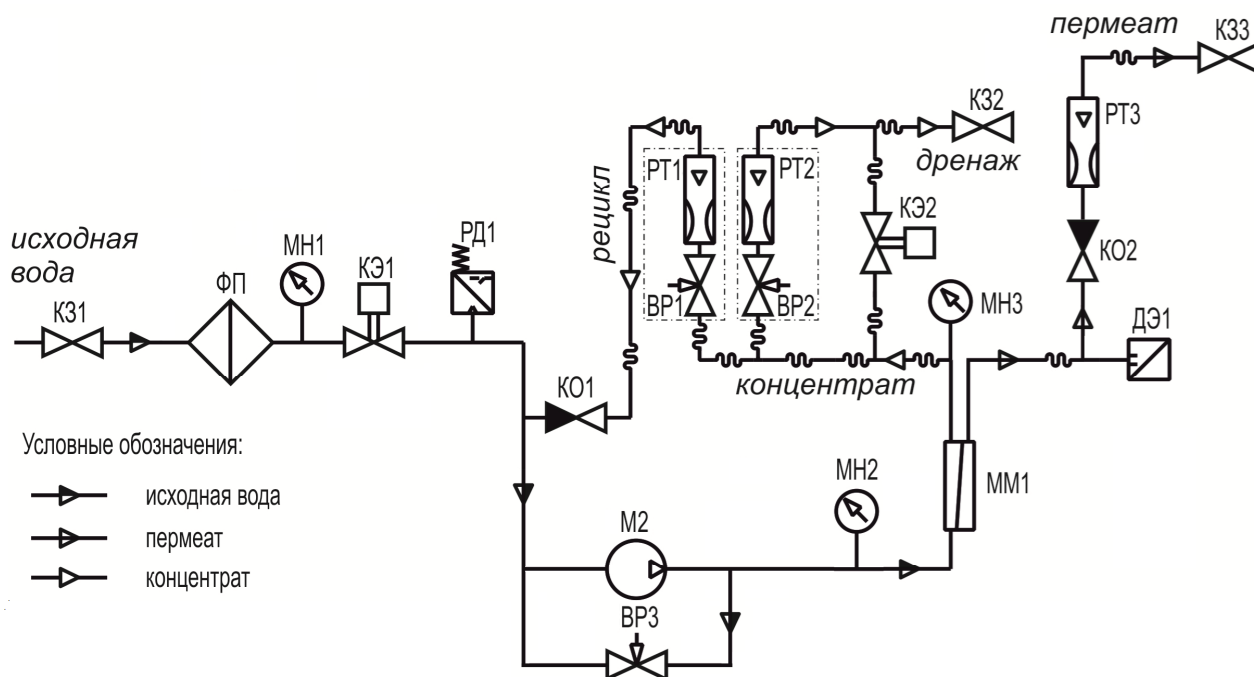 пермеат
КЗ3
КЗ2
РТ3
дренаж
РТ1
РТ2
рецикл
КЭ2
исходная
вода
МН1
КЭ1
РД1
КО2
ФП
ВР1
ВР2
МН3
КЗ1
ДЭ1
концентрат
КО1
Условные обозначения:
МН2
ММ1
исходная вода
М2
пермеат
концентрат
ВР3